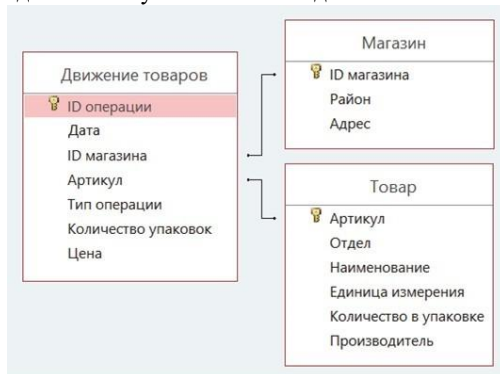 Движение товаров
ID операции
Дата
ID магазина
Артикул
Тип операции
Количество упаковок
Цена
Магазин
ID магазина
Район
Адрес
Товар
Артикул
Отдел
Наименование
Единица измерения
Количество в упаковке
Производитель